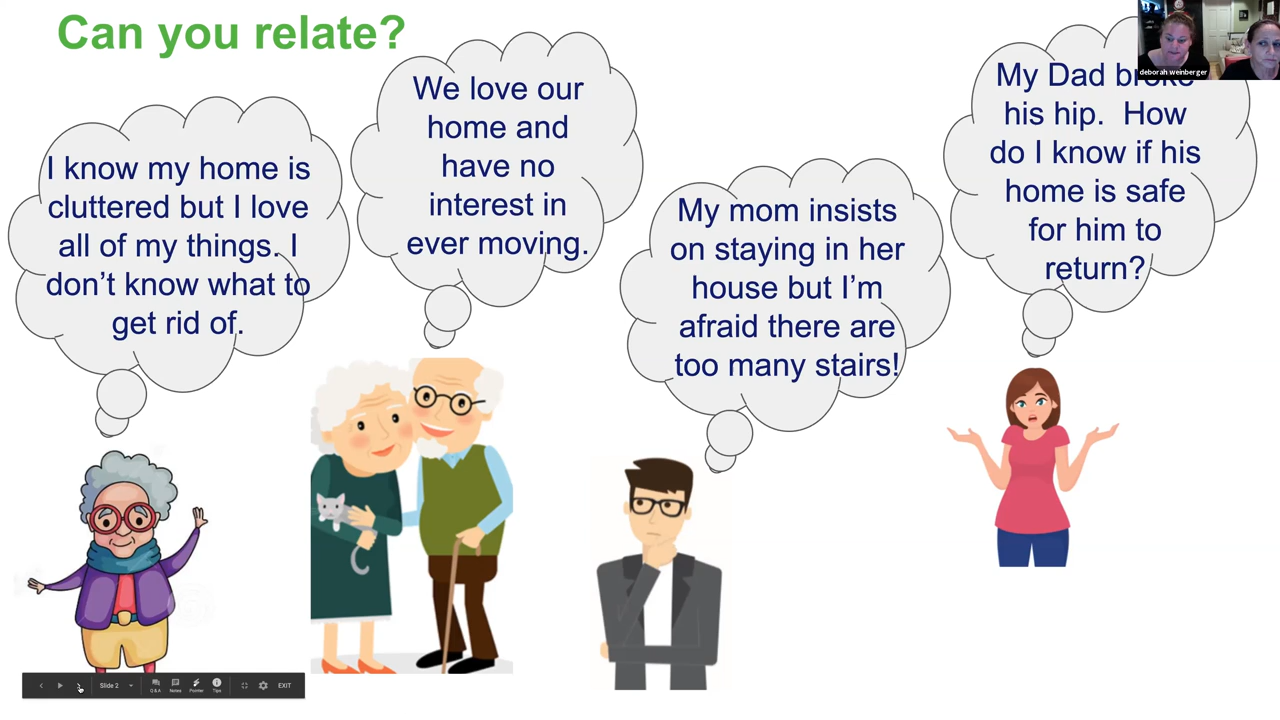 Can you relate?
I know my home is
cluttered but I love
all of my things. I
don't know what to
get rid of.
We love our
home and
have no
interest in
ever moving.
My mom insists
on staying in her
house but I'm
afraid there are
too many stairs!
My Dad broke
his hip.  How
do I know if his
home is safe
for him to
return?
deborah weinberger
Slide 2
Q&A
Notes
Pointer
Tips
EXIT